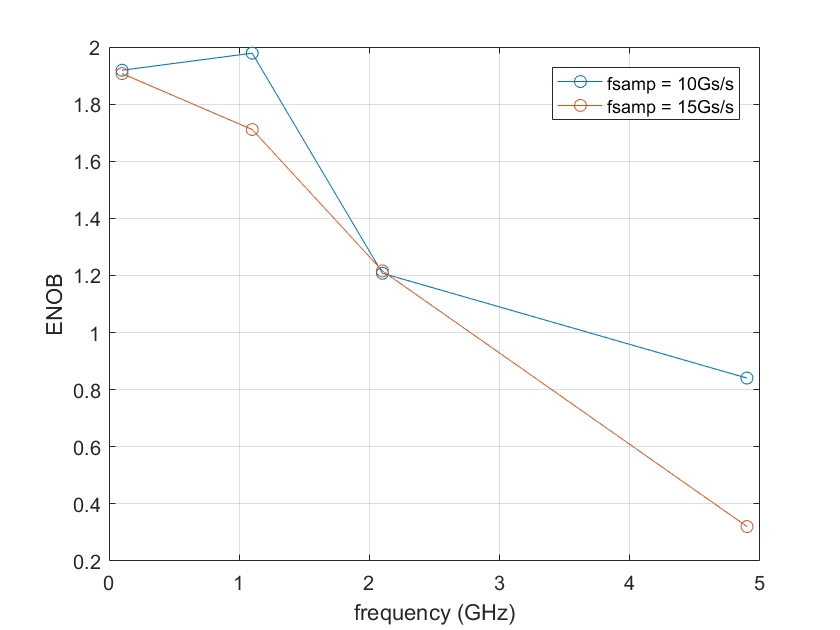 2
1.8
1.6
1.4
1.2
1
0.8
0.6
0.4
0.2
ENOB
fsamp = 10Gs/s
fsamp = 15Gs/s
0 1 2 3 4 5
frequency (GHz)